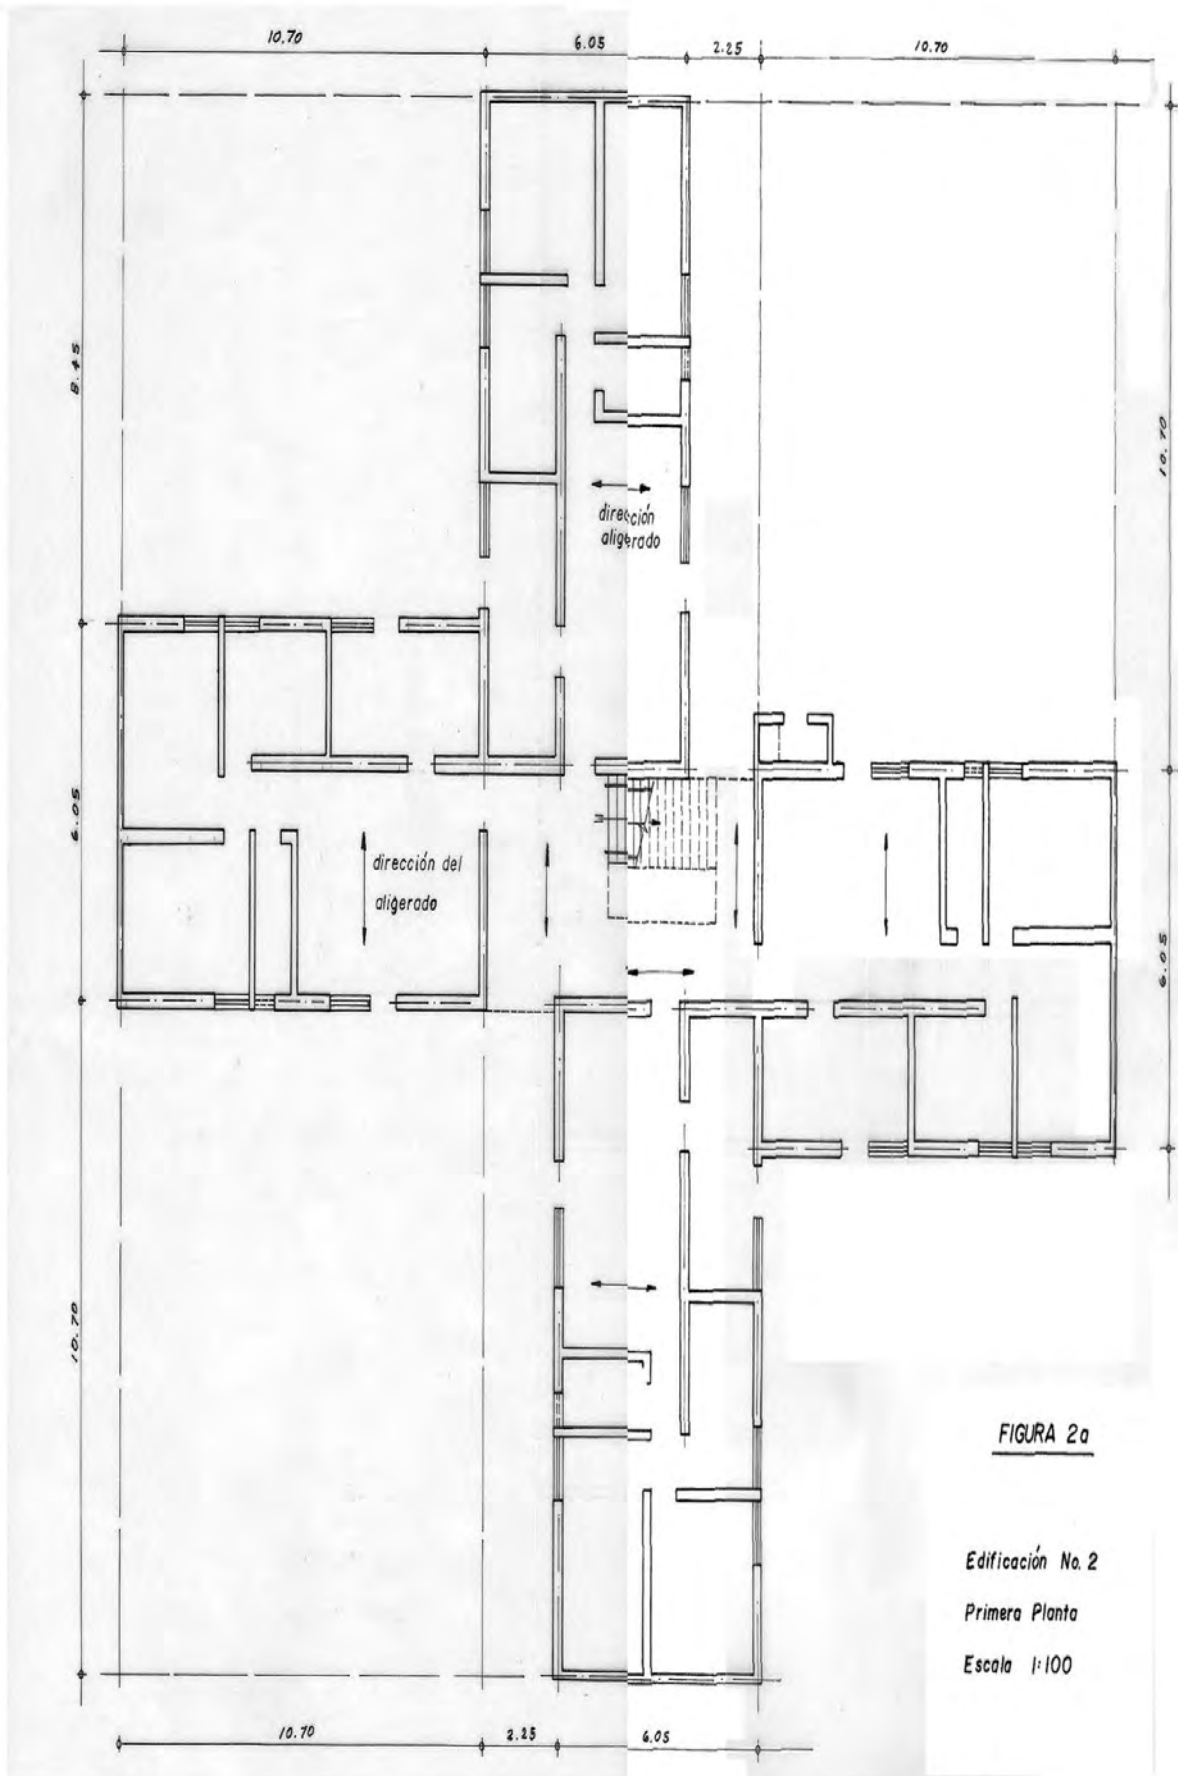 10.70
6.05
2.25
10.70
8.45
10.70
dirección
aligerado
6.05
dirección del
aligerado
6.05
10.70
FIGURA 2a
Edificación No. 2
Primera Planta
Escala 1:100
10.70
2.25
6.05